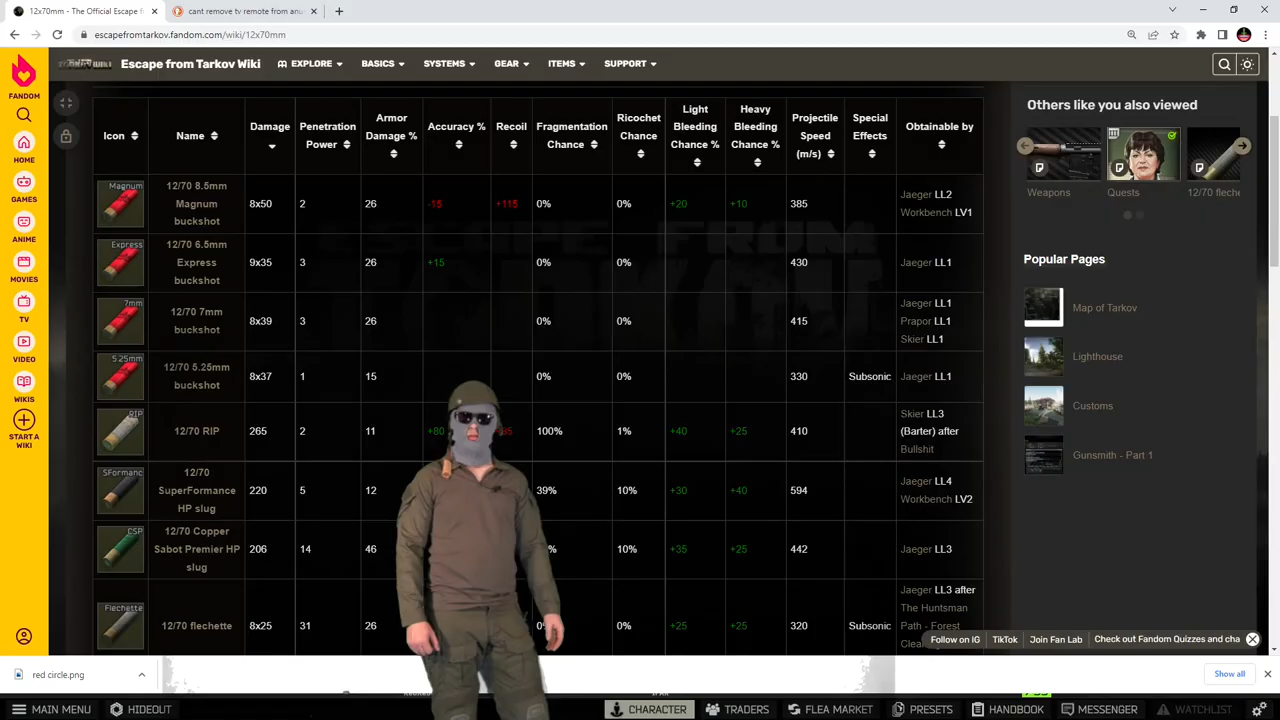 12x70mm - The Official Escape f
cant remove tv remote from anu
escapefromtarkov.fandom.com/wiki/12x70mm
FANDOM
HOME
GAMES
ANIME
MOVIES
TV
VIDEO
WIKIS
START A
WIKI
Escape from Tarkov Wiki
EXPLORE
BASICS
SYSTEMS
GEAR
ITEMS
SUPPORT
Icon Name Damage Penetration Power Armor Damage % Accuracy % Recoil Fragmentation Chance Ricochet Chance Light Bleeding Chance % Heavy Bleeding Chance % Projectile Speed (m/s) Special Effects Obtainable by
Magnum 12/70 8.5mm Magnum buckshot 8x50 2 26 -15 +115 0% 0% +20 +10 385 Jaeger LL2 Workbench LV1
Express 12/70 6.5mm Express buckshot 9x35 3 26 +15 0% 0% 430 Jaeger LL1
7mm 12/70 7mm buckshot 8x39 3 26 0% 0% 415 Jaeger LL1 Prapor LL1 Skier LL1
5.25mm 12/70 5.25mm buckshot 8x37 1 15 0% 0% 330 Subsonic Jaeger LL1
RIP 12/70 RIP 265 2 11 +80 100% 1% +40 +25 410 Skier LL3 (Barter) after Bullshit
SFormanc 12/70 SuperFormance HP slug 220 5 12 39% 10% +30 +40 594 Jaeger LL4 Workbench LV2
CSP 12/70 Copper Sabot Premier HP slug 206 14 46 10% +35 +25 442 Jaeger LL3
Flechette 12/70 flechette 8x25 31 26 0% 0% +25 +25 320 Subsonic Jaeger LL3 after The Huntsman Path - Forest
Others like you also viewed
Weapons
Quests
12/70 fleche
Popular Pages
Map of Tarkov
Lighthouse
Customs
Gunsmith - Part 1
Follow on IG
TikTok
Join Fan Lab
Check out Fandom Quizzes and cha
red circle.png
Show all
MAIN MENU
HIDEOUT
CHARACTER
TRADERS
FLEA MARKET
PRESETS
HANDBOOK
MESSENGER
WATCHLIST